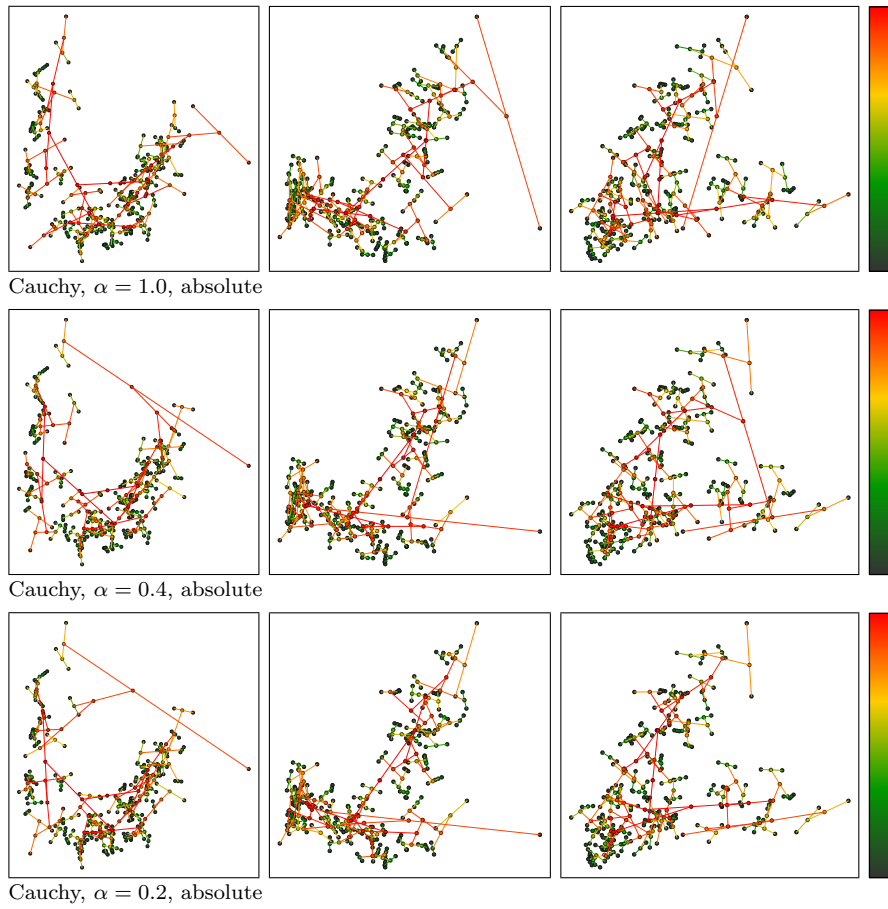 Cauchy, α = 1.0, absolute
Cauchy, α = 0.4, absolute
Cauchy, α = 0.2, absolute